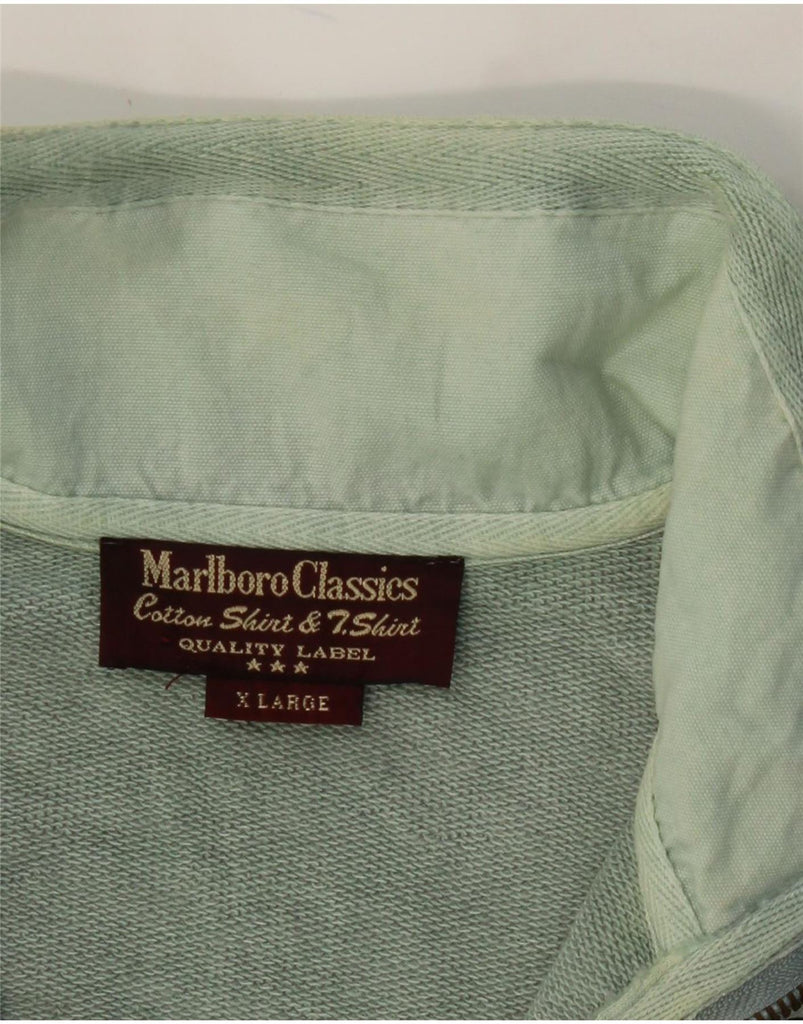 Marlboro Classics
Cotton Shirt & T.Shirt
QUALITY LABEL
X LARGE